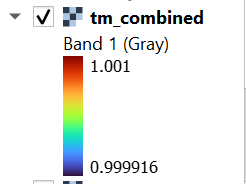 tm_combined
Band 1 (Gray)
1.001
0.999916